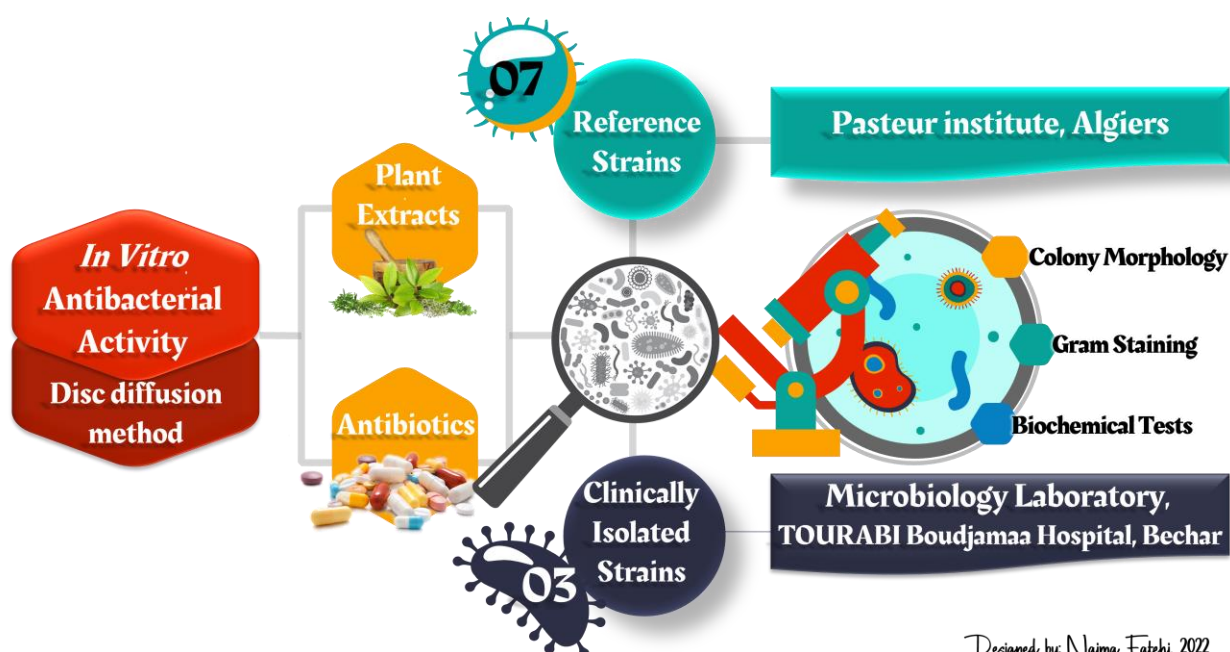 07
Reference
Strains
Pasteur institute, Algiers
Plant
Extracts
In Vitro
Antibacterial
Activity
Disc diffusion
method
Antibiotics
Colony Morphology
Gram Staining
Biochemical Tests
Clinically
Isolated
Strains
03
Microbiology Laboratory,
TOURABI Boudjamaa Hospital, Bechar
Designed by: Naima Fatehi, 2022